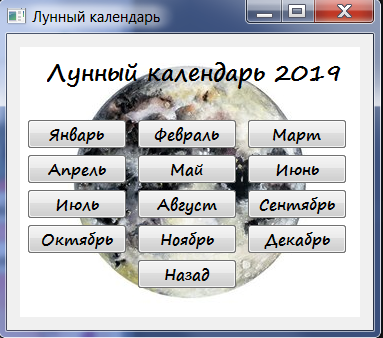 Лунный календарь
Лунный календарь 2019
Январь Февраль Март
Апрель Май Июнь
Июль Август Сентябрь
Октябрь Ноябрь Декабрь
Назад